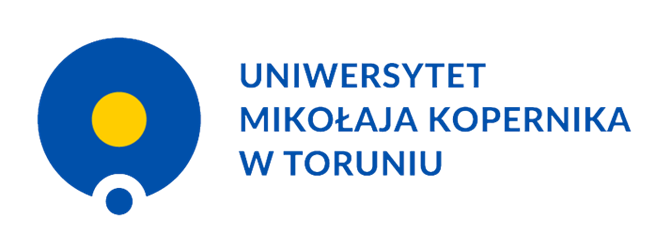 UNIWERSYTET
MIKOŁAJA KOPERNIKA
W TORUNIU